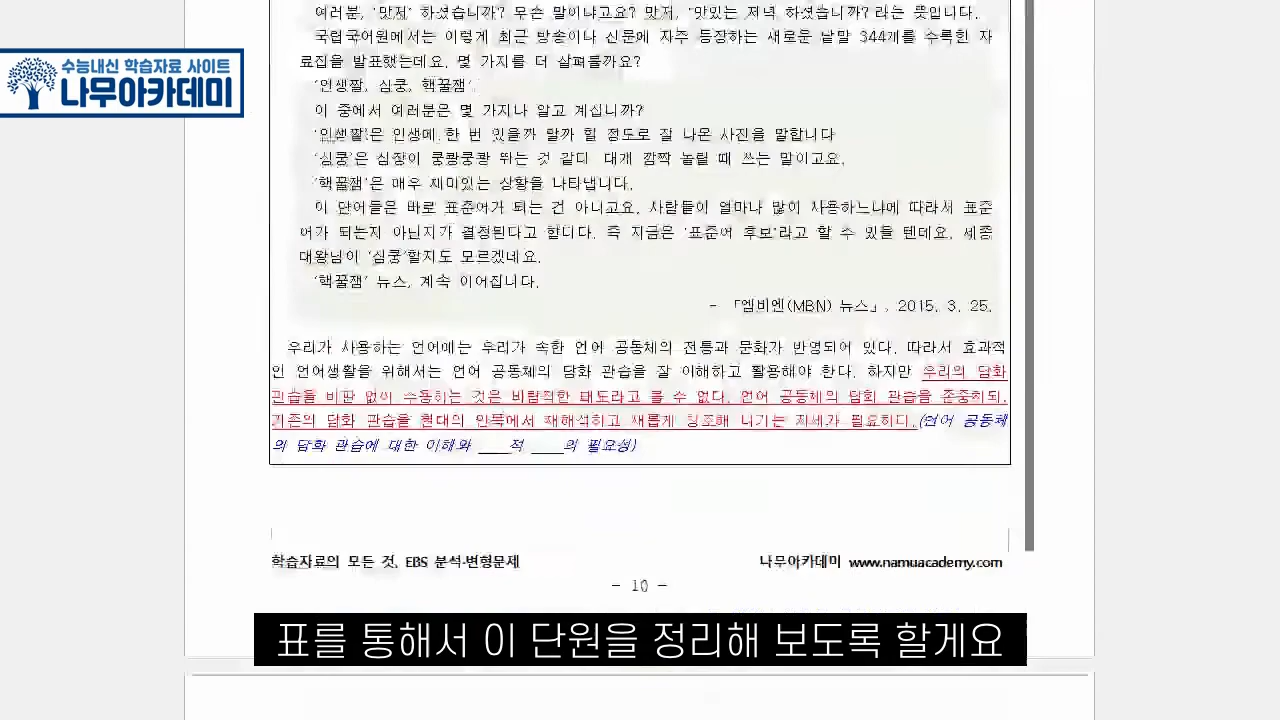 여러분, '맛저' 하셨습니까? 무슨 말이냐고요? 맛저, "맛있는 저녁 하셨습니까? 라는 뜻입니다.
국립국어원에서는 이렇게 최근 방송이나 신문에 자주 등장하는 새로운 낱말 344개를 수록한 자
료집을 발표했는데요, 몇 가지를 더 살펴볼까요?
수능내신 학습자료 사이트
나무아카데미
'인생짤, 심쿵, 핵꿀잼'
이 중에서 여러분은 몇 가지나 알고 계십니까?
'인생짤'은 인생에 한 번 있을까 말까 할 정도로 잘 나온 사진을 말합니다
'심쿵'은 심장이 쿵쾅쿵쾅 뛰는 것 같다 대개 깜짝 놀랄 때 쓰는 말이고요,
'핵꿀잼'은 매우 재미있는 상황을 나타냅니다.
이 단어들은 바로 표준어가 되는 건 아니고요, 사람들이 얼마나 많이 사용하느냐에 따라서 표준
어가 되는지 아닌지가 결정된다고 합니다. 즉 지금은 '표준어 후보'라고 할 수 있을 텐데요, 세종
대왕님이 '심쿵'할지도 모르겠네요.
'핵꿀잼' 뉴스, 계속 이어집니다.
- 「엠비엔(MBN) 뉴스」, 2015. 3. 25.
우리가 사용하는 언어에는 우리가 속한 언어 공동체의 전통과 문화가 반영되어 있다. 따라서 효과적
인 언어생활을 위해서는 언어 공동체의 담화 관습을 잘 이해하고 활용해야 한다. 하지만 우리의 담화
관습을 비판 없이 수용하는 것은 바람직한 태도라고 볼 수 없다. 언어 공동체의 담화 관습을 존중하되,
기존의 담화 관습을 현대의 맥락에서 재해석하고 새롭게 창조해 나가는 자세가 필요하다.(언어 공동체
의 담화 관습에 대한 이해와 ____적 ____의 필요성)
학습자료의 모든 것, EBS 분석·변형문제
나무아카데미 www.namuacademy.com
- 10 -
표를 통해서 이 단원을 정리해 보도록 할게요